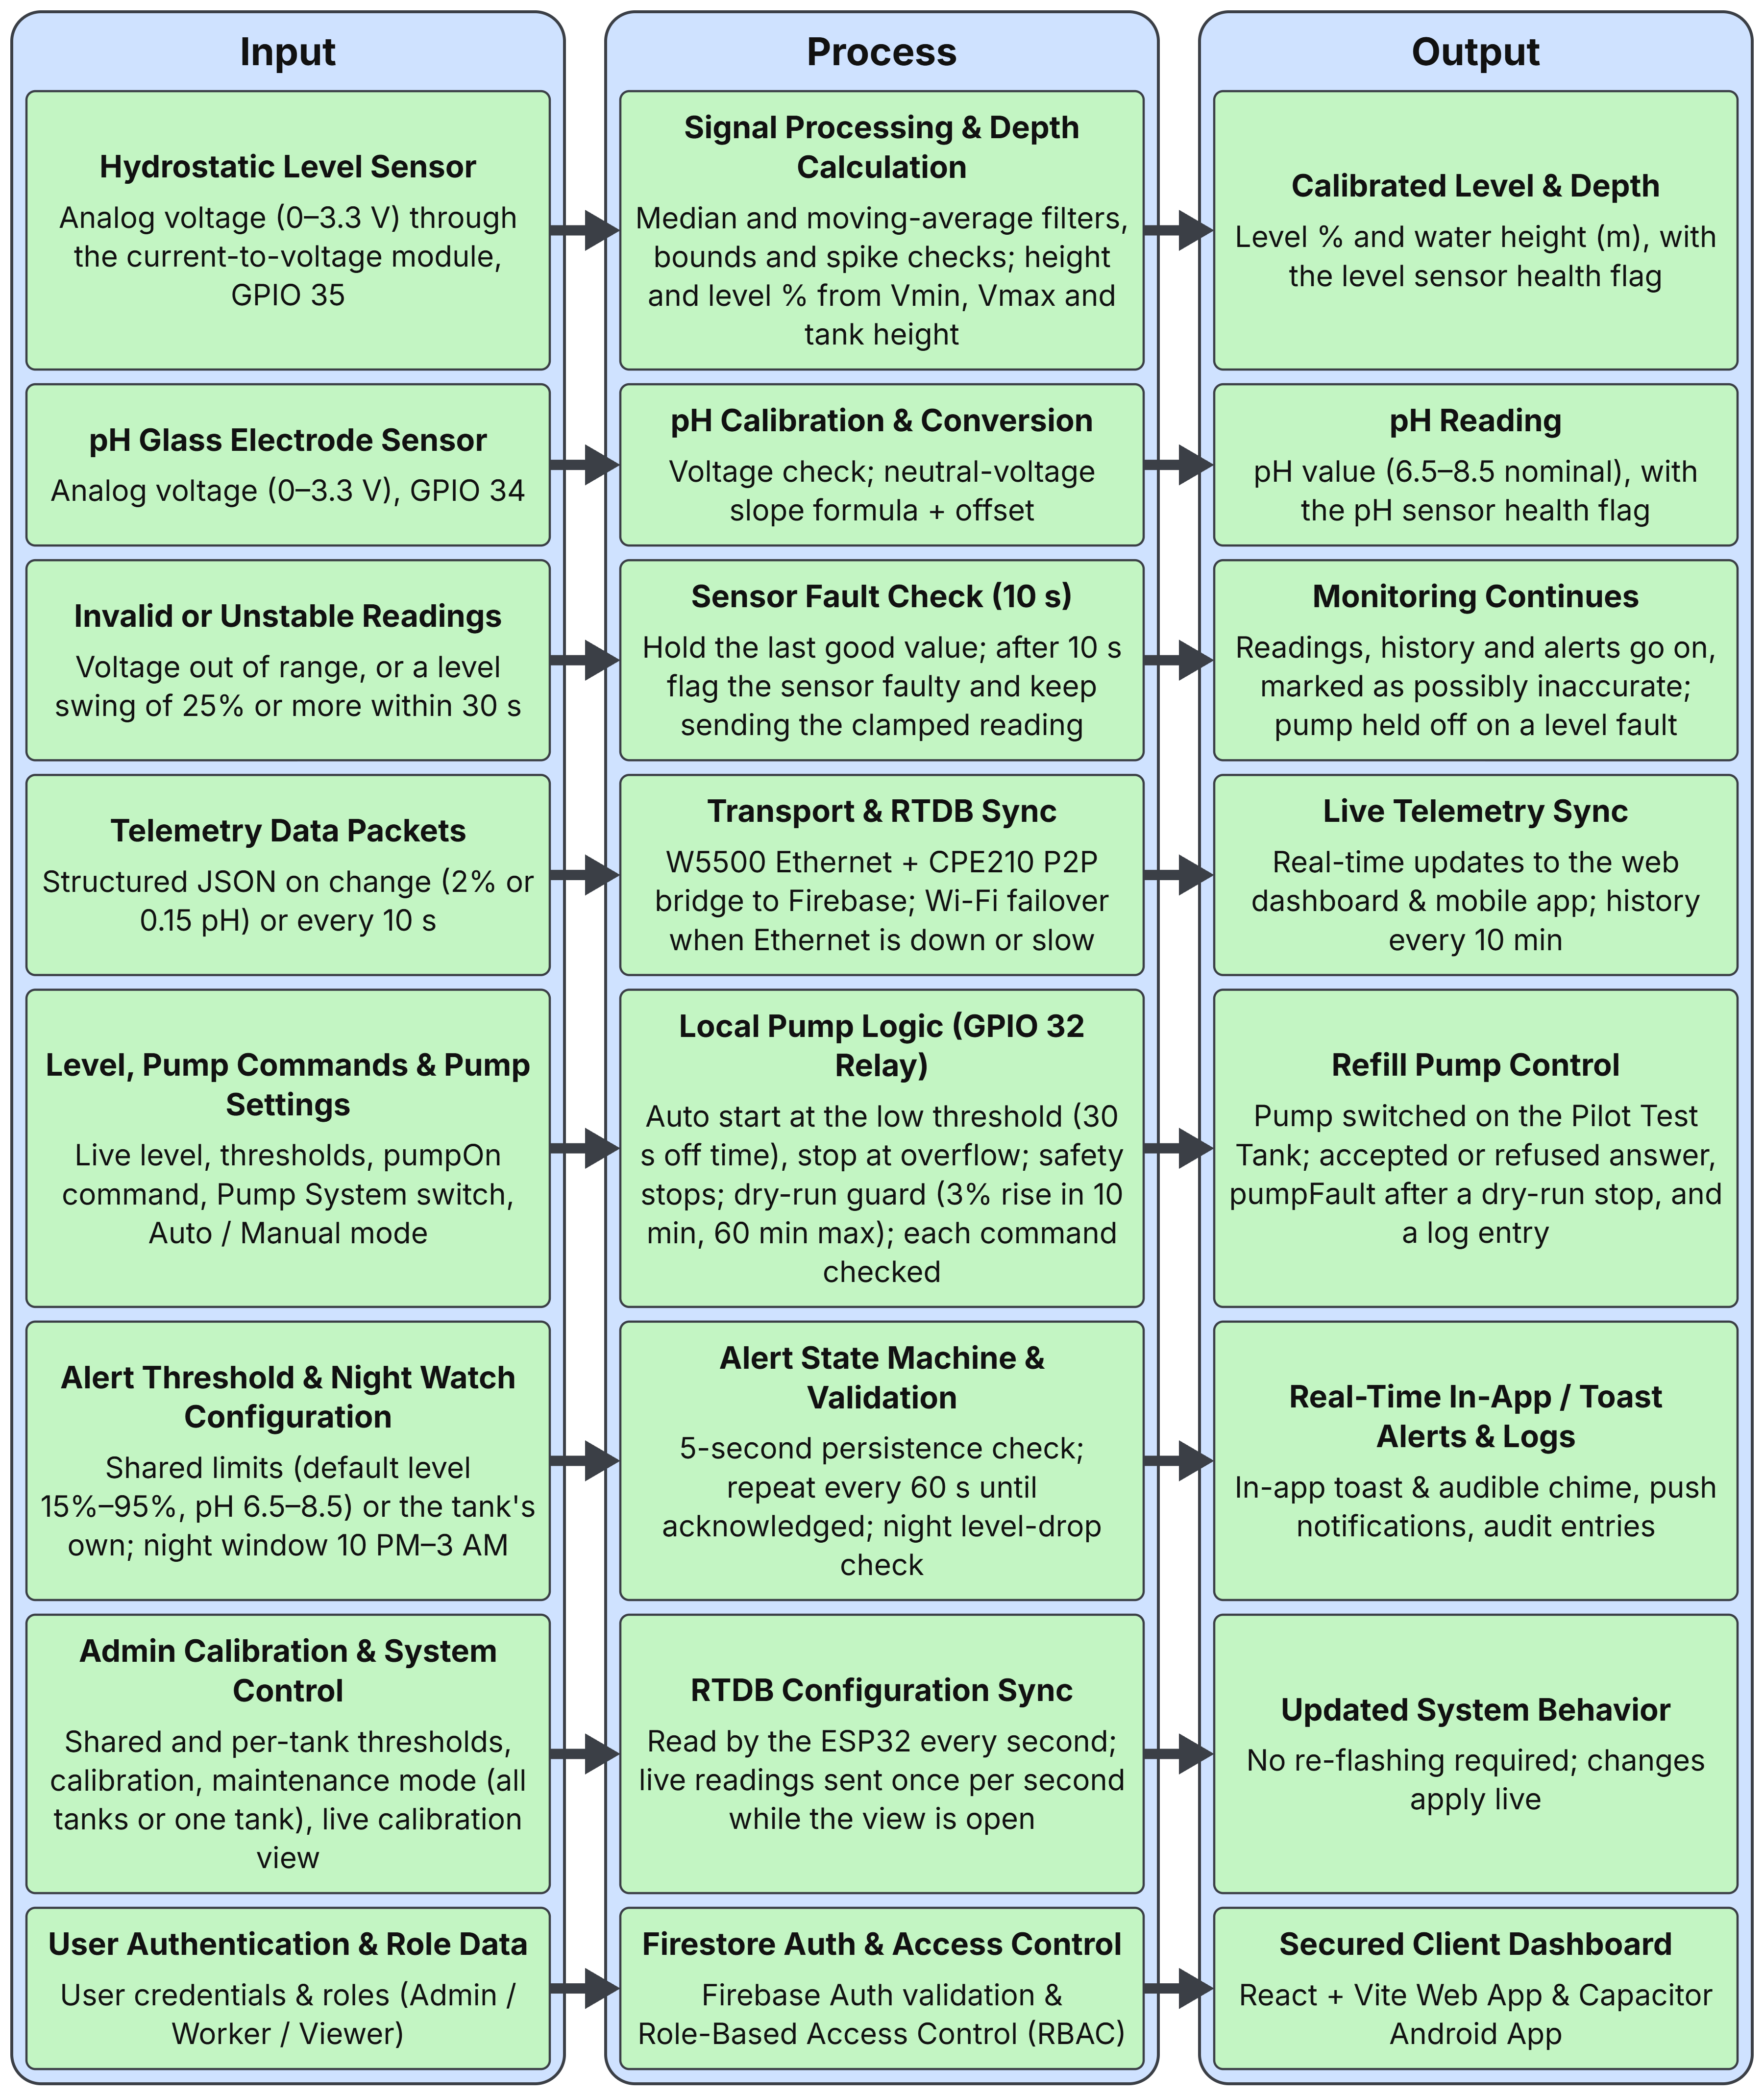 Input
Hydrostatic Level Sensor
Analog voltage (0–3.3 V) through
the current-to-voltage module,
GPIO 35
pH Glass Electrode Sensor
Analog voltage (0–3.3 V), GPIO 34
Invalid or Unstable Readings
Voltage out of range, or a level
swing of 25% or more within 30 s
Telemetry Data Packets
Structured JSON on change (2% or
0.15 pH) or every 10 s
Level, Pump Commands & Pump
Settings
Live level, thresholds, pumpOn
command, Pump System switch,
Auto / Manual mode
Alert Threshold & Night Watch
Configuration
Shared limits (default level
15%–95%, pH 6.5–8.5) or the tank's
own; night window 10 PM–3 AM
Admin Calibration & System
Control
Shared and per-tank thresholds,
calibration, maintenance mode (all
tanks or one tank), live calibration
view
User Authentication & Role Data
User credentials & roles (Admin /
Worker / Viewer)
Process
Signal Processing & Depth
Calculation
Median and moving-average filters,
bounds and spike checks; height
and level % from Vmin, Vmax and
tank height
pH Calibration & Conversion
Voltage check; neutral-voltage
slope formula + offset
Sensor Fault Check (10 s)
Hold the last good value; after 10 s
flag the sensor faulty and keep
sending the clamped reading
Transport & RTDB Sync
W5500 Ethernet + CPE210 P2P
bridge to Firebase; Wi-Fi failover
when Ethernet is down or slow
Local Pump Logic (GPIO 32
Relay)
Auto start at the low threshold (30
s off time), stop at overflow; safety
stops; dry-run guard (3% rise in 10
min, 60 min max); each command
checked
Alert State Machine &
Validation
5-second persistence check;
repeat every 60 s until
acknowledged; night level-drop
check
RTDB Configuration Sync
Read by the ESP32 every second;
live readings sent once per second
while the view is open
Firestore Auth & Access Control
Firebase Auth validation &
Role-Based Access Control (RBAC)
Output
Calibrated Level & Depth
Level % and water height (m), with
the level sensor health flag
pH Reading
pH value (6.5–8.5 nominal), with
the pH sensor health flag
Monitoring Continues
Readings, history and alerts go on,
marked as possibly inaccurate;
pump held off on a level fault
Live Telemetry Sync
Real-time updates to the web
dashboard & mobile app; history
every 10 min
Refill Pump Control
Pump switched on the Pilot Test
Tank; accepted or refused answer,
pumpFault after a dry-run stop, and
a log entry
Real-Time In-App / Toast
Alerts & Logs
In-app toast & audible chime, push
notifications, audit entries
Updated System Behavior
No re-flashing required; changes
apply live
Secured Client Dashboard
React + Vite Web App & Capacitor
Android App